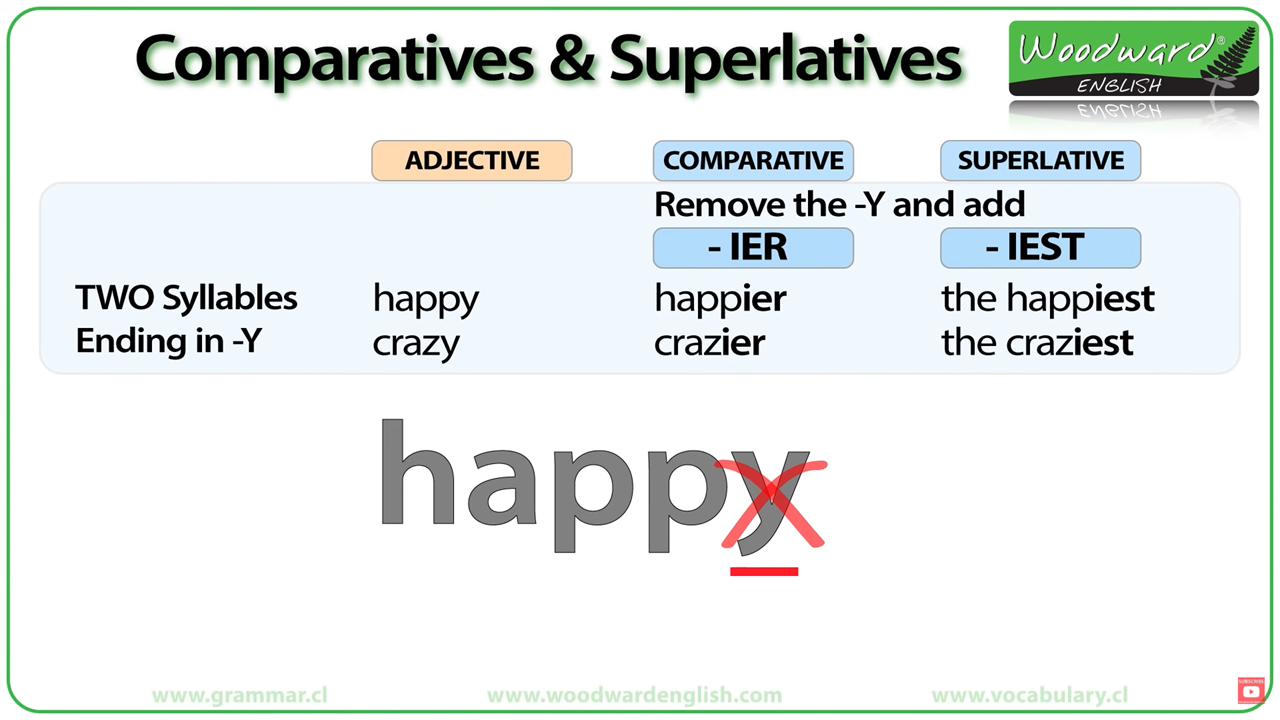 Comparatives & Superlatives
Woodward®
ENGLISH
ADJECTIVE COMPARATIVE SUPERLATIVE
Remove the -Y and add
- IER - IEST
TWO Syllables happy happier the happiest
Ending in -Y crazy crazier the craziest
happy
www.grammar.cl www.woodwardenglish.com www.vocabulary.cl
SUBSCRIBE